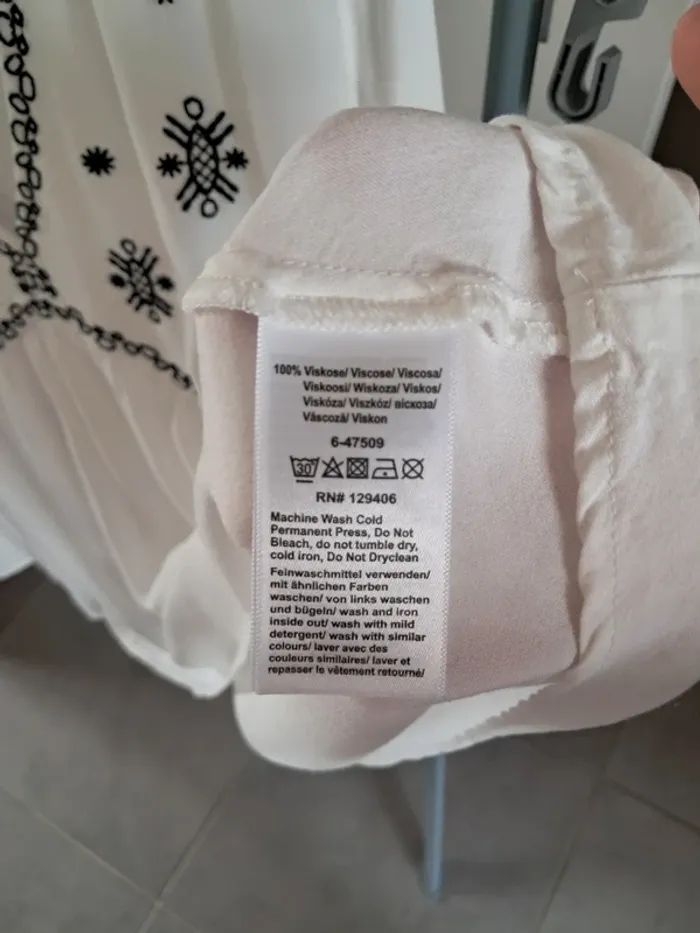 100% Viskose/ Viscose/ Viscosa/
Viskoosi/ Wiskoza/ Viskos/
Viskóza/ Viszkóz/ віскоза/
Vâscoză/ Viskon
6-47509
30
RN# 129406
Machine Wash Cold
Permanent Press, Do Not
Bleach, do not tumble dry,
cold iron, Do Not Dryclean
Feinwaschmittel verwenden/
mit ähnlichen Farben
waschen/ von links waschen
und bügeln/ wash and iron
inside out/ wash with mild
detergent/ wash with similar
colours/ laver avec des
couleurs similaires/ laver et
repasser le vêtement retourné/